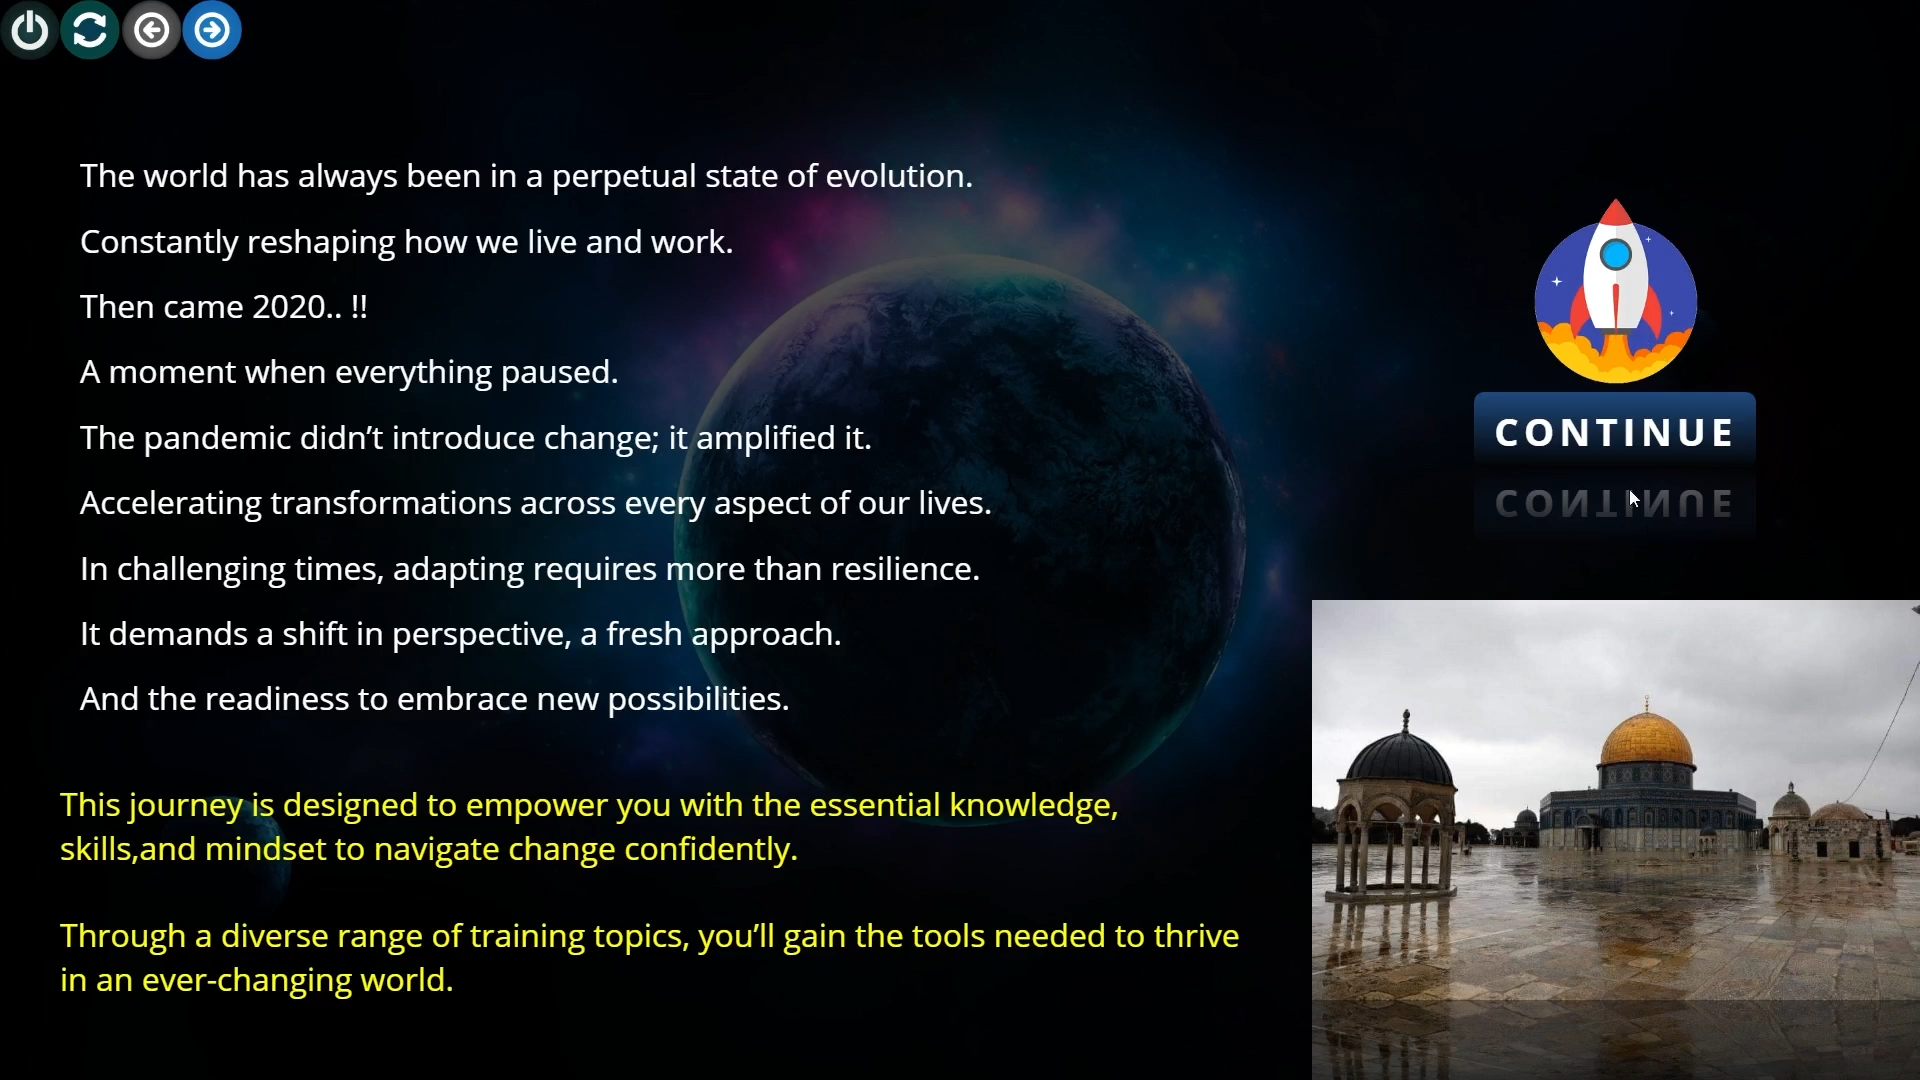 The world has always been in a perpetual state of evolution.
Constantly reshaping how we live and work.
Then came 2020.. !!
A moment when everything paused.
The pandemic didn’t introduce change; it amplified it.
Accelerating transformations across every aspect of our lives.
In challenging times, adapting requires more than resilience.
It demands a shift in perspective, a fresh approach.
And the readiness to embrace new possibilities.
This journey is designed to empower you with the essential knowledge,
skills,and mindset to navigate change confidently.
Through a diverse range of training topics, you’ll gain the tools needed to thrive
in an ever-changing world.
CONTINUE